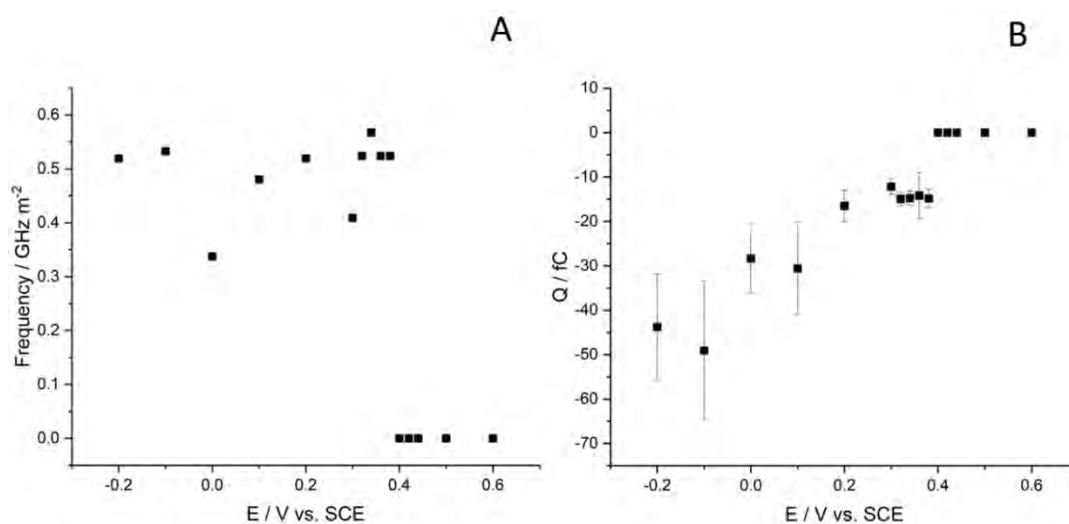 A
B
Frequency / GHz m⁻²
0.6
0.5
0.4
0.3
0.2
0.1
0.0
-0.2 0.0 0.2 0.4 0.6
E / V vs. SCE
Q / fC
10
0
-10
-20
-30
-40
-50
-60
-70
-0.2 0.0 0.2 0.4 0.6
E / V vs. SCE